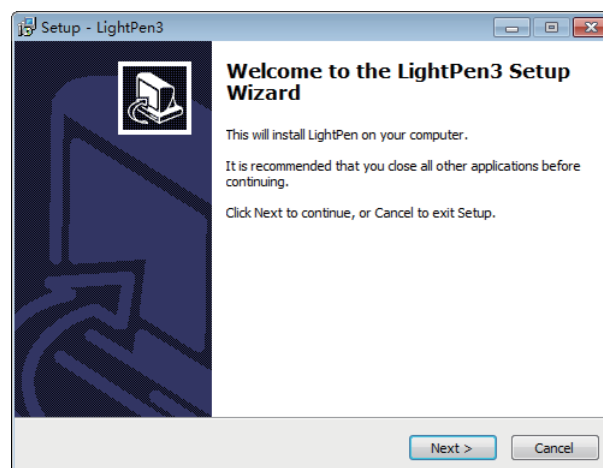 Setup - LightPen3
Welcome to the LightPen3 Setup
Wizard
This will install LightPen on your computer.
It is recommended that you close all other applications before
continuing.
Click Next to continue, or Cancel to exit Setup.
Next >
Cancel